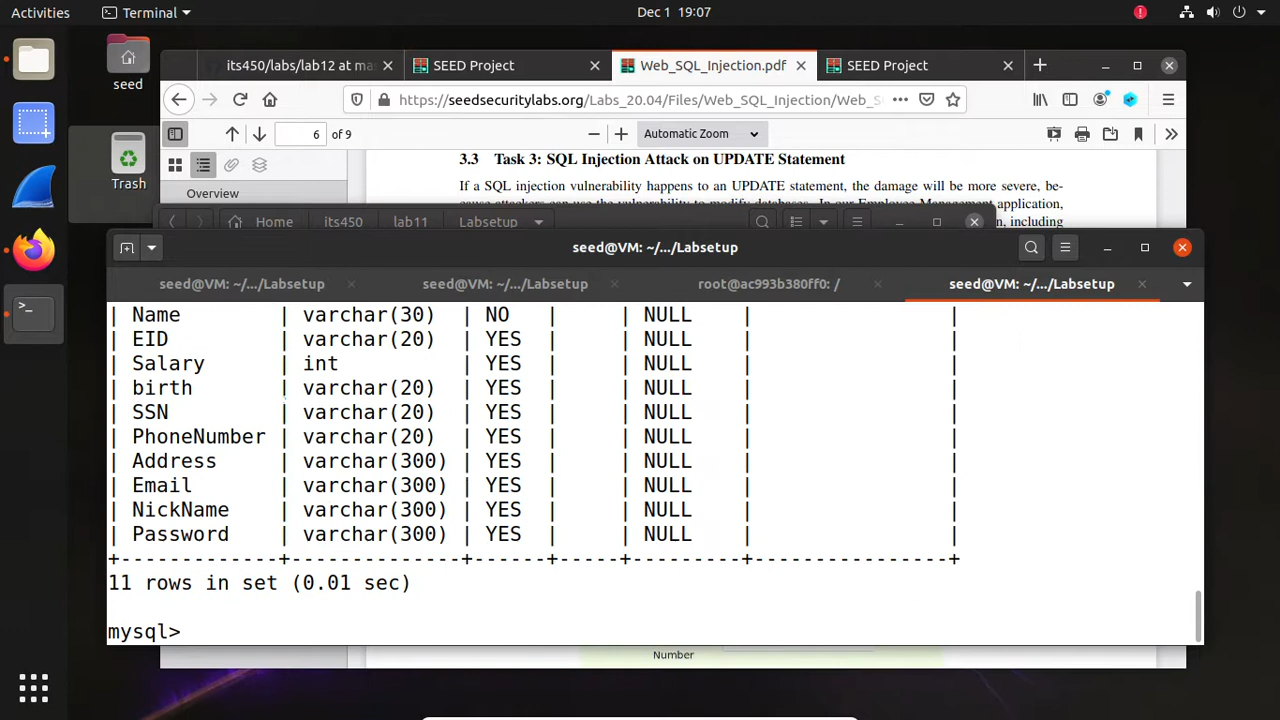 Activities Terminal Dec 1 19:07
seed
Trash
its450/labs/lab12 at ma SEED Project Web_SQL_Injection.pdf SEED Project
https://seedsecuritylabs.org/Labs_20.04/Files/Web_SQL_Injection/Web_S
6 of 9 Automatic Zoom
Overview
3.3 Task 3: SQL Injection Attack on UPDATE Statement
If a SQL injection vulnerability happens to an UPDATE statement, the damage will be more severe, be-
Home its450 lab11 Labsetup
application,
n, including
seed@VM: ~/.../Labsetup
seed@VM: ~/.../Labsetup seed@VM: ~/.../Labsetup root@ac993b380ff0: / seed@VM: ~/.../Labsetup
| Name | varchar(30) | NO | | NULL | |
| EID | varchar(20) | YES | | NULL | |
| Salary | int | YES | | NULL | |
| birth | varchar(20) | YES | | NULL | |
| SSN | varchar(20) | YES | | NULL | |
| PhoneNumber | varchar(20) | YES | | NULL | |
| Address | varchar(300) | YES | | NULL | |
| Email | varchar(300) | YES | | NULL | |
| NickName | varchar(300) | YES | | NULL | |
| Password | varchar(300) | YES | | NULL | |
+-------------+--------------+------+-----+---------+----------------+
11 rows in set (0.01 sec)
mysql>
Number